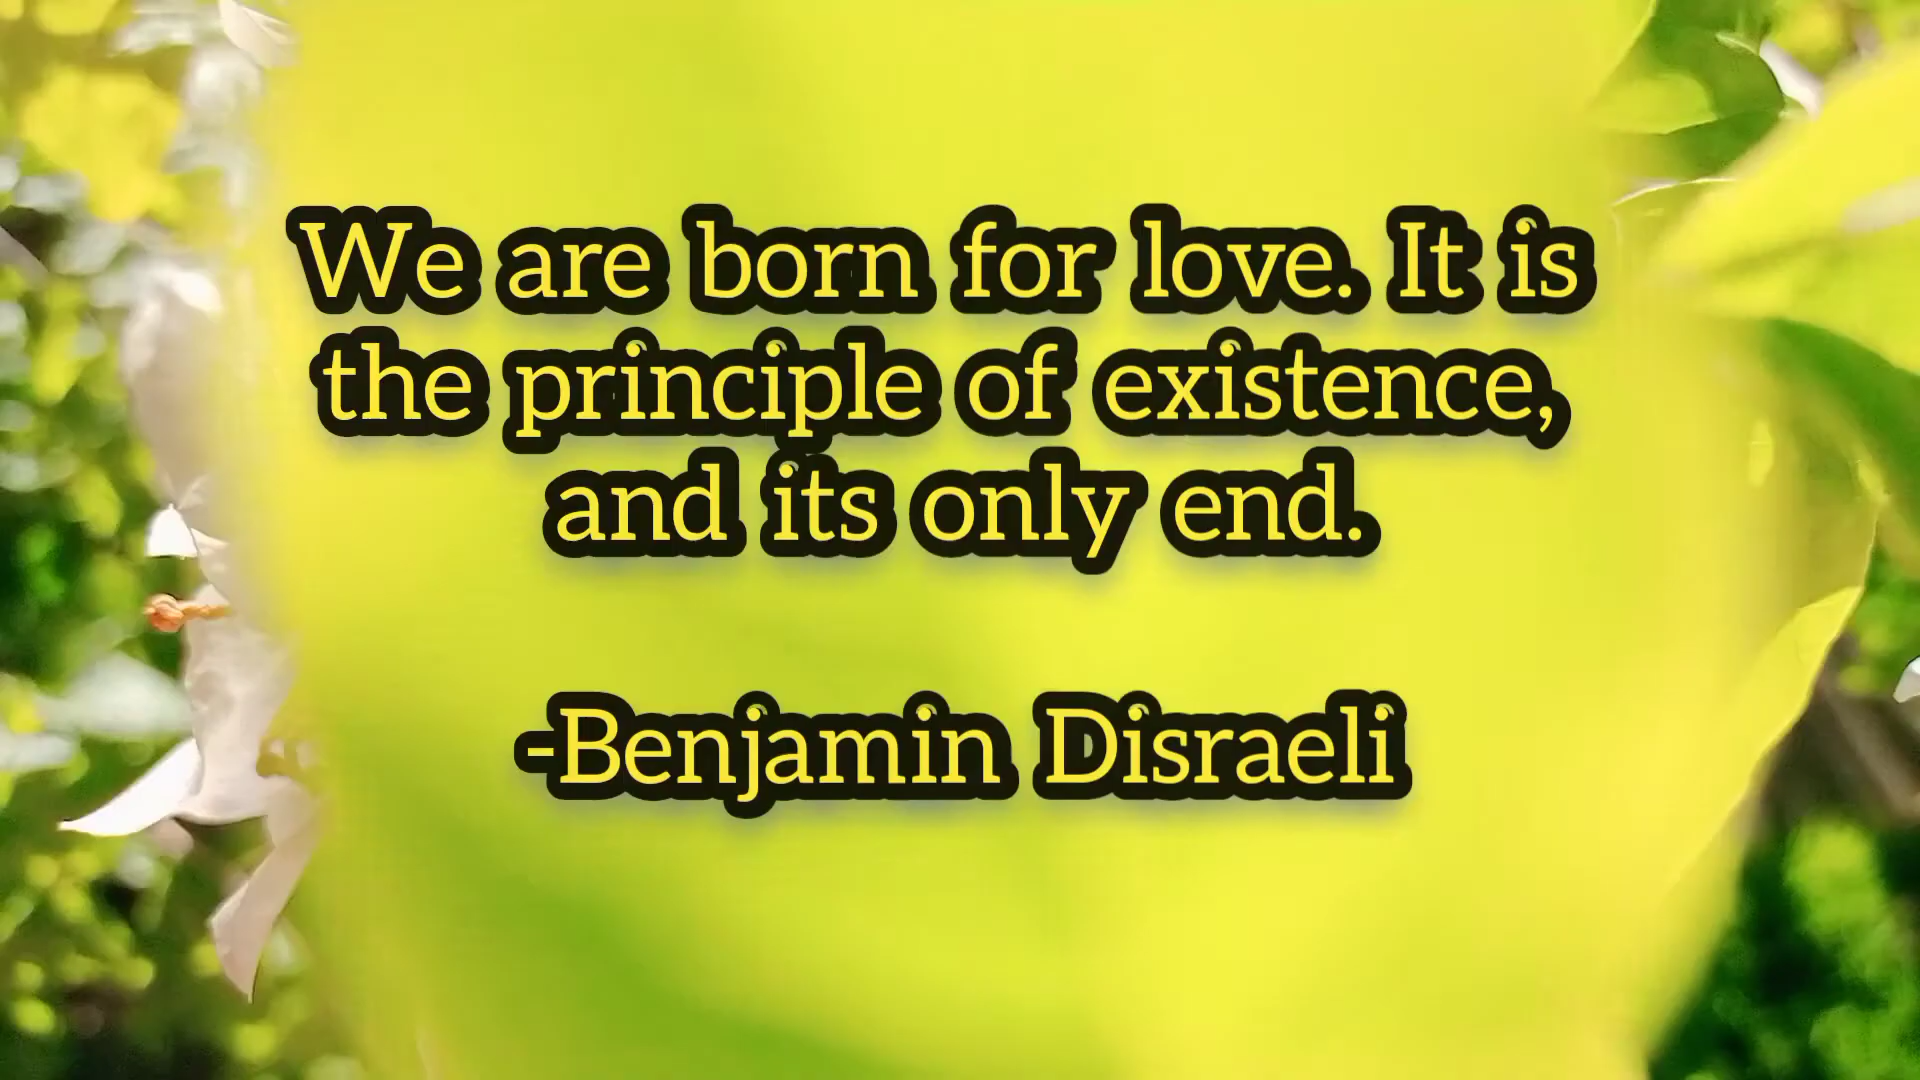 We are born for love. It is
the principle of existence,
and its only end.
-Benjamin Disraeli